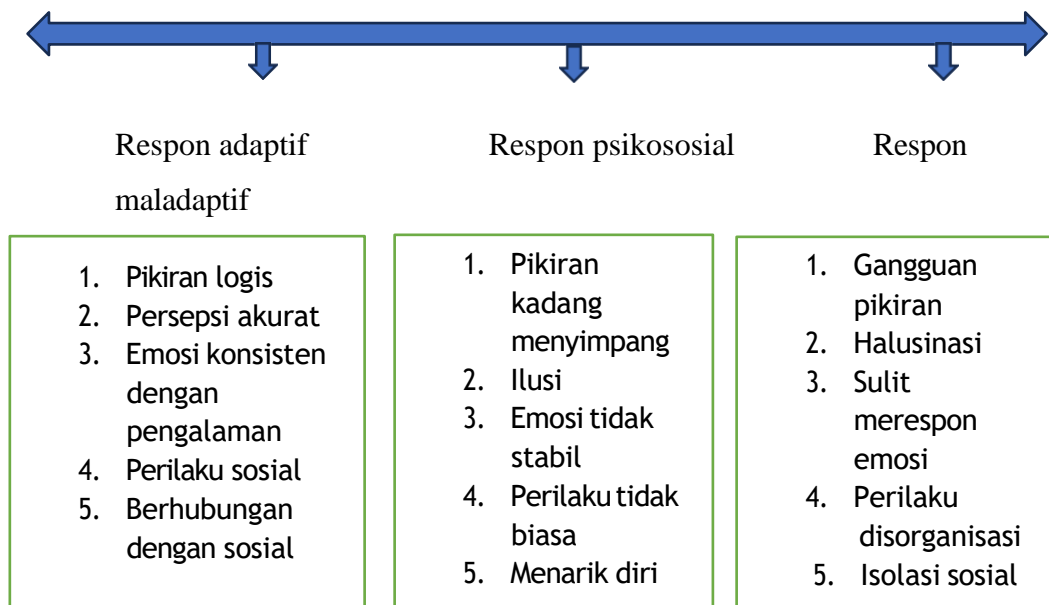 Respon adaptif Respon psikososial Respon
maladaptif
1. Pikiran logis
2. Persepsi akurat
3. Emosi konsisten
dengan
pengalaman
4. Perilaku sosial
5. Berhubungan
dengan sosial
1. Pikiran
kadang
menyimpang
2. Ilusi
3. Emosi tidak
stabil
4. Perilaku tidak
biasa
5. Menarik diri
1. Gangguan
pikiran
2. Halusinasi
3. Sulit
merespon
emosi
4. Perilaku
disorganisasi
5. Isolasi sosial